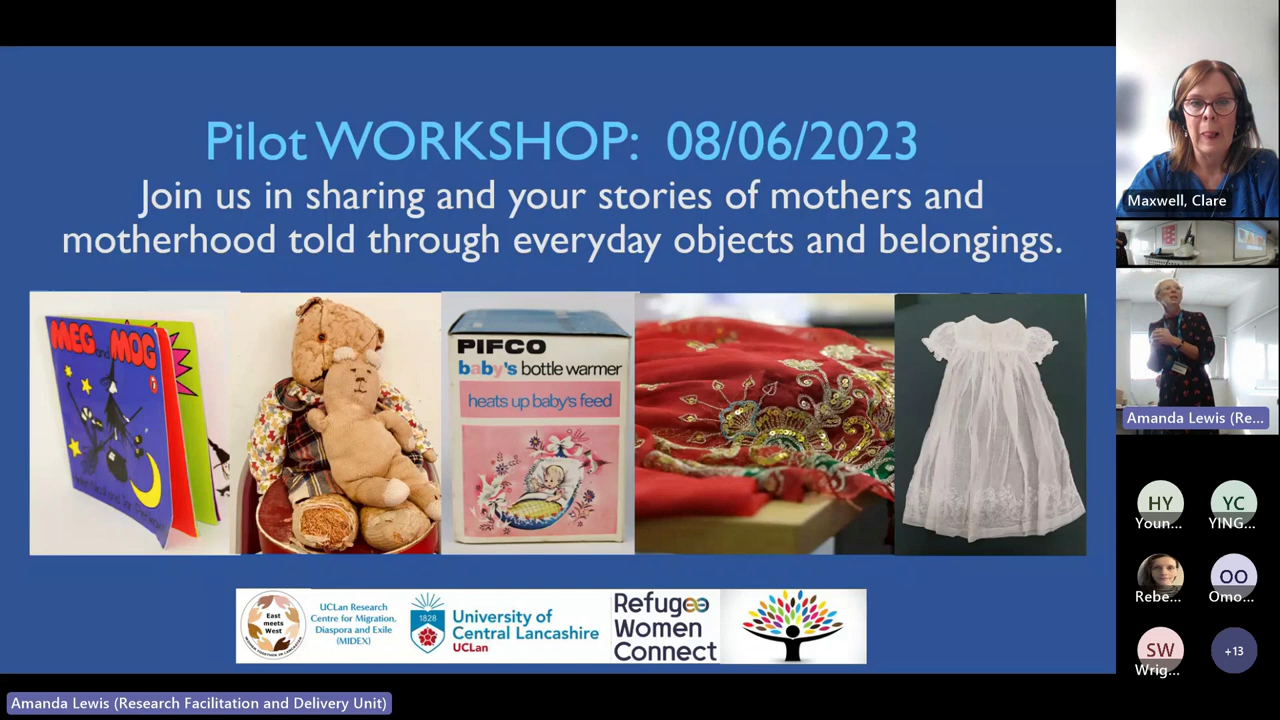 Pilot WORKSHOP: 08/06/2023
Join us in sharing and your stories of mothers and
motherhood told through everyday objects and belongings.
MEG and MOG
PIFCO
baby's bottle warmer
heats up baby's feed
East
meets
West
UCLan Research
Centre for Migration,
Diaspora and Exile
(MIDEX)
1828
University of
Central Lancashire
UCLan
Refugee
Women
Connect
Maxwell, Clare
Amanda Lewis (Re...
HY
Youn...
YC
YING...
Rebe...
OO
Omo...
SW
Wrig...
+13
Amanda Lewis (Research Facilitation and Delivery Unit)